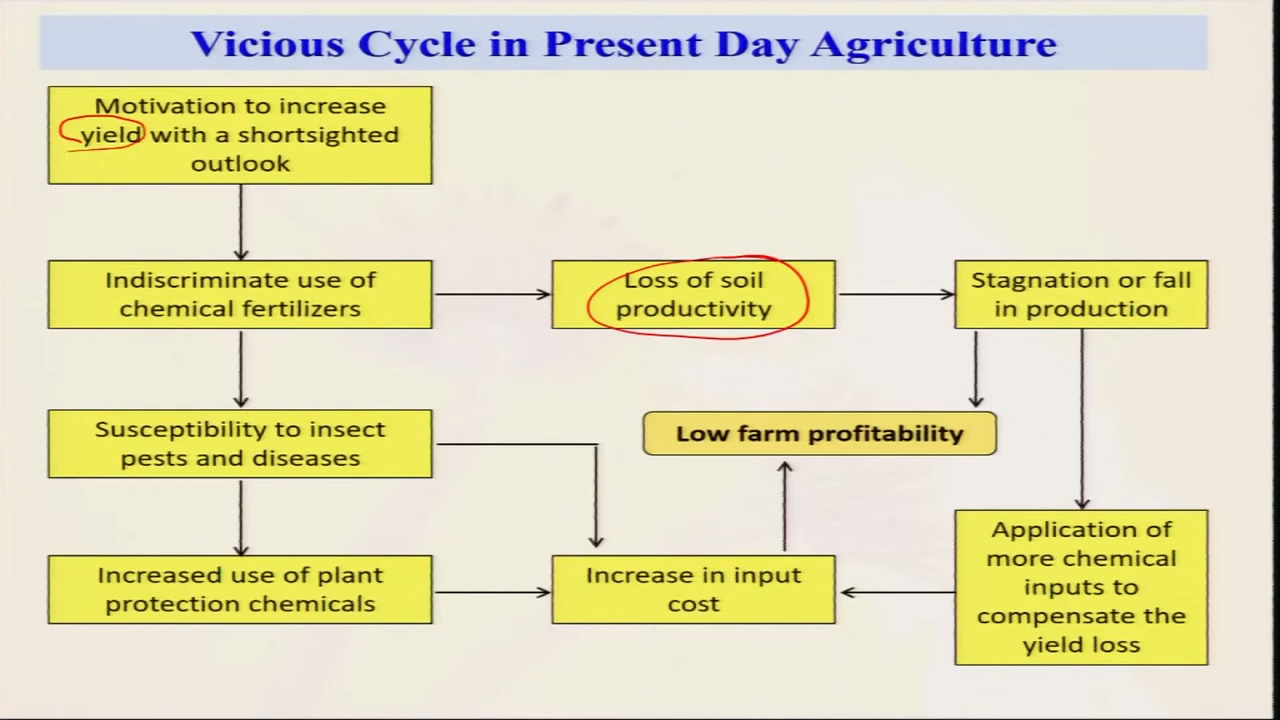 Vicious Cycle in Present Day Agriculture
Motivation to increase
yield with a shortsighted
outlook
Indiscriminate use of
chemical fertilizers
Loss of soil
productivity
Stagnation or fall
in production
Susceptibility to insect
pests and diseases
Low farm profitability
Increased use of plant
protection chemicals
Increase in input
cost
Application of
more chemical
inputs to
compensate the
yield loss